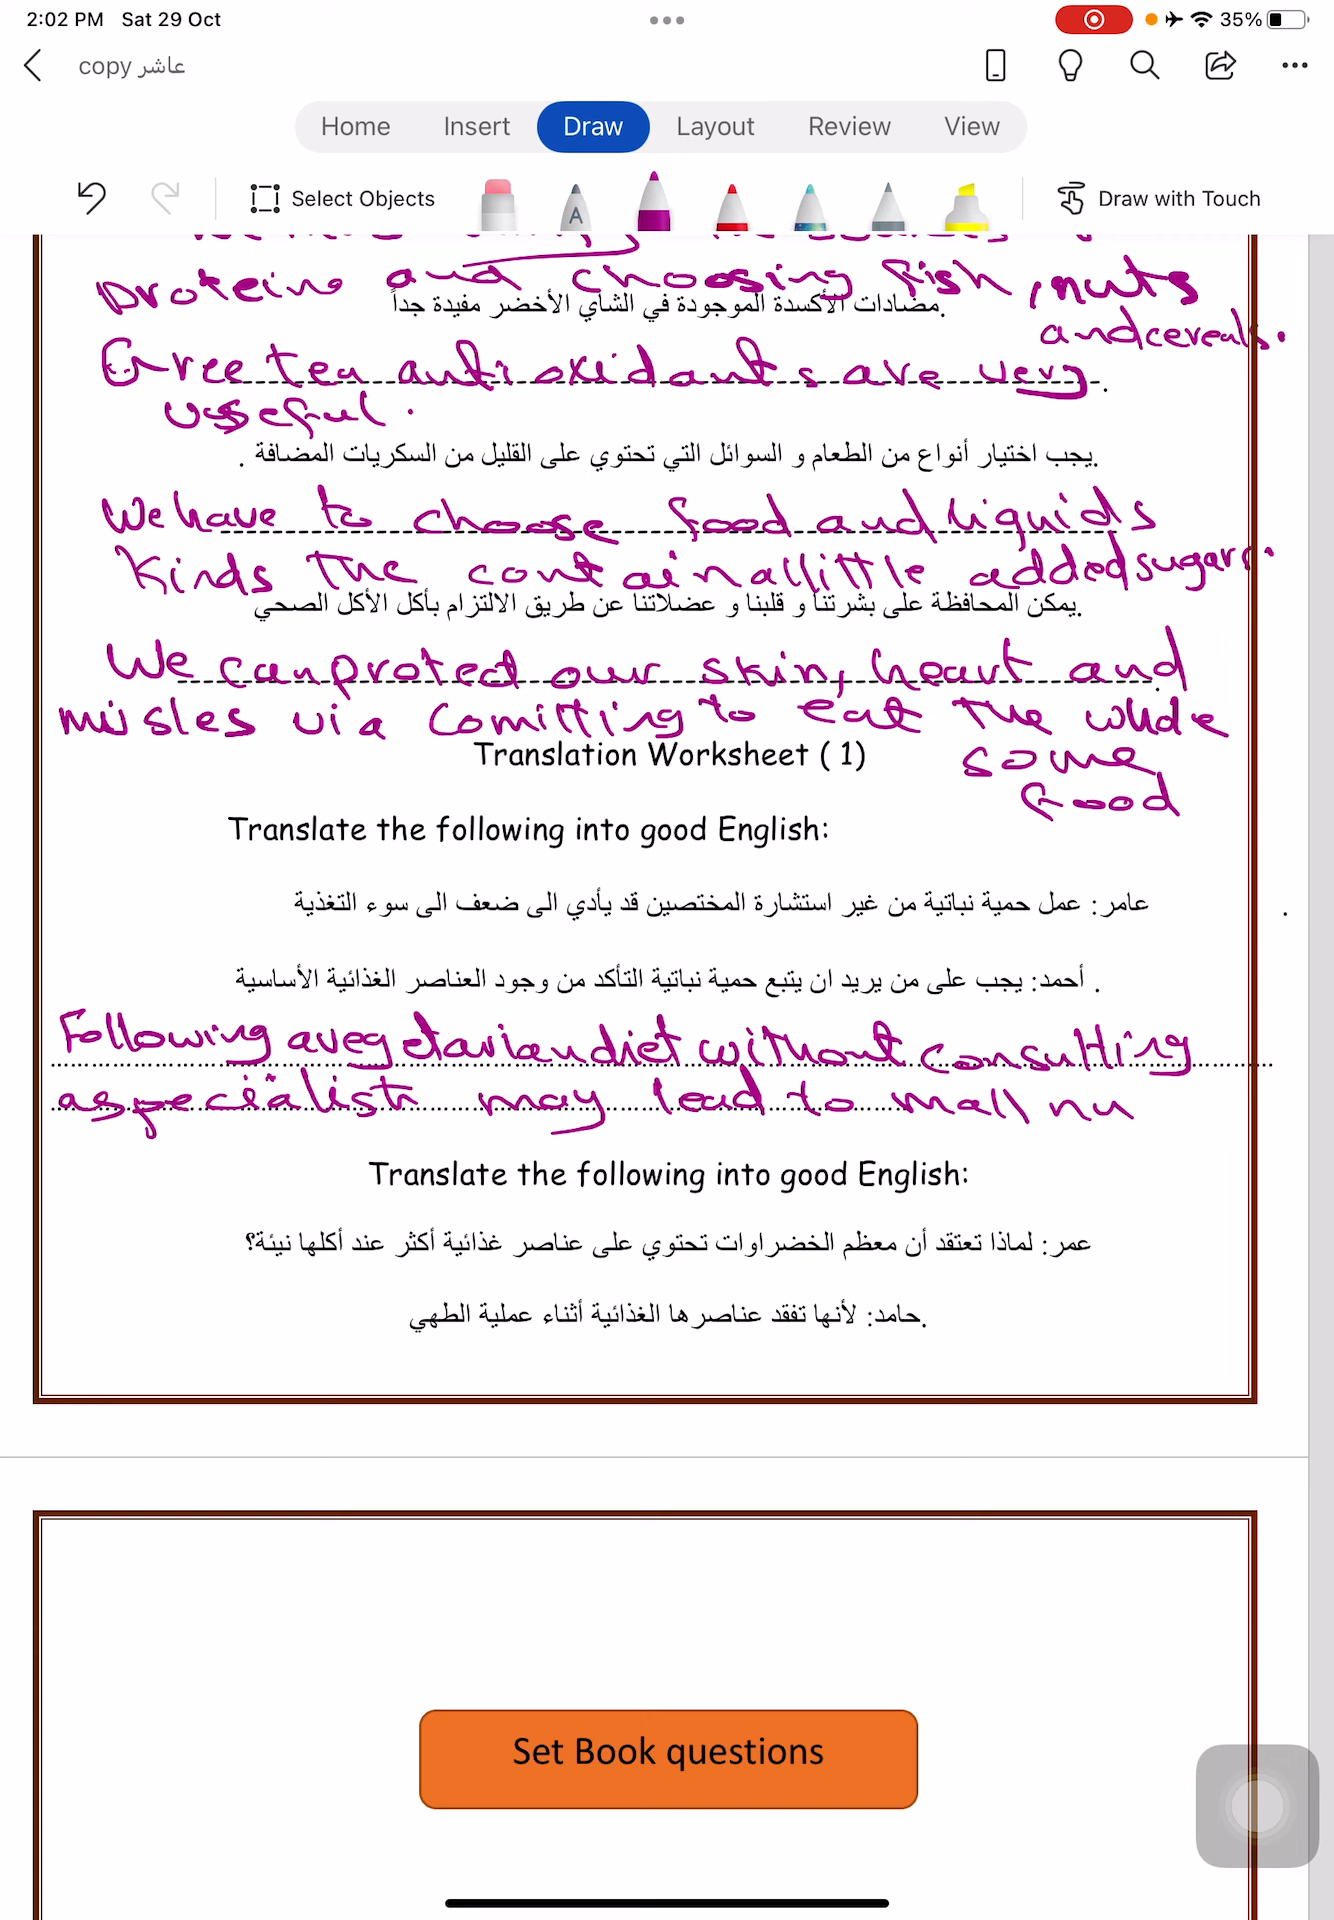 2:02 PM Sat 29 Oct
35%
copy عاشر
Home Insert Draw Layout Review View
Select Objects
A
Draw with Touch
proteins and choosing fish, nuts
مضادات الأكسدة الموجودة في الشاي الأخضر مفيدة جداً.
and cereals.
Gree tea antioxidants are very
useful.
يجب اختيار أنواع من الطعام و السوائل التي تحتوي على القليل من السكريات المضافة .
We have to choose food and liquids
Kinds the contain a little added sugars.
يمكن المحافظة على بشرتنا و قلبنا و عضلاتنا عن طريق الالتزام بأكل الأكل الصحي.
We can protect our skin, heart and
musles via comitting to eat the whole
Translation Worksheet ( 1)
some
food
Translate the following into good English:
عامر: عمل حمية نباتية من غير استشارة المختصين قد يأدي الى ضعف الى سوء التغذية .
أحمد: يجب على من يريد ان يتبع حمية نباتية التأكد من وجود العناصر الغذائية الأساسية .
Following a vegetarian diet without consulting
a specialist may lead to mall nu
Translate the following into good English:
عمر: لماذا تعتقد أن معظم الخضراوات تحتوي على عناصر غذائية أكثر عند أكلها نيئة؟
حامد: لأنها تفقد عناصرها الغذائية أثناء عملية الطهي.
Set Book questions